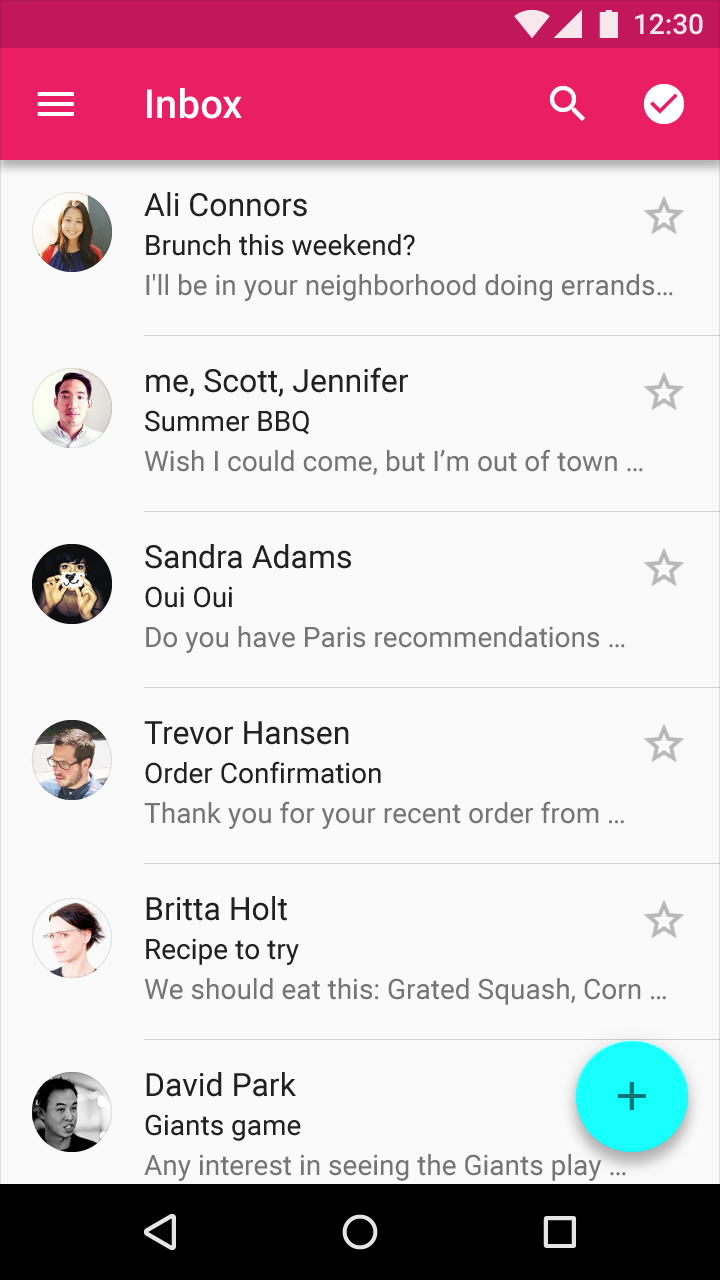 12:30
Inbox
Ali Connors
Brunch this weekend?
I'll be in your neighborhood doing errands...
me, Scott, Jennifer
Summer BBQ
Wish I could come, but I’m out of town ...
Sandra Adams
Oui Oui
Do you have Paris recommendations ...
Trevor Hansen
Order Confirmation
Thank you for your recent order from ...
Britta Holt
Recipe to try
We should eat this: Grated Squash, Corn ...
David Park
Giants game
Any interest in seeing the Giants play ...